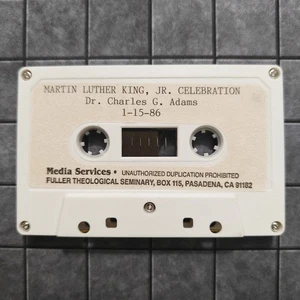 MARTIN LUTHER KING, JR. CELEBRATION
Dr. Charles G. Adams
1-15-86
Media Services • UNAUTHORIZED DUPLICATION PROHIBITED
FULLER THEOLOGICAL SEMINARY, BOX 115, PASADENA, CA 91182